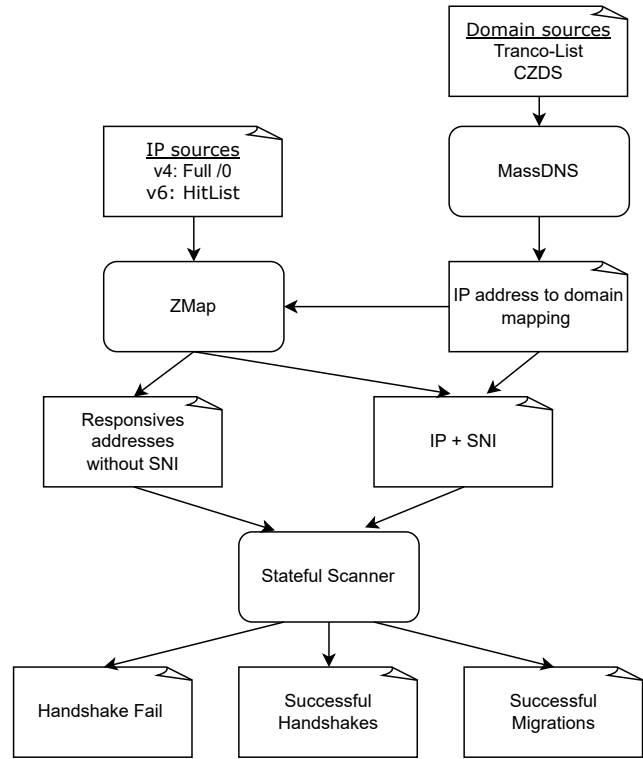 Domain sources
Tranco-List
CZDS
IP sources
v4: Full /0
v6: HitList
MassDNS
ZMap
IP address to domain
mapping
Responsives
addresses
without SNI
IP + SNI
Stateful Scanner
Handshake Fail
Successful
Handshakes
Successful
Migrations